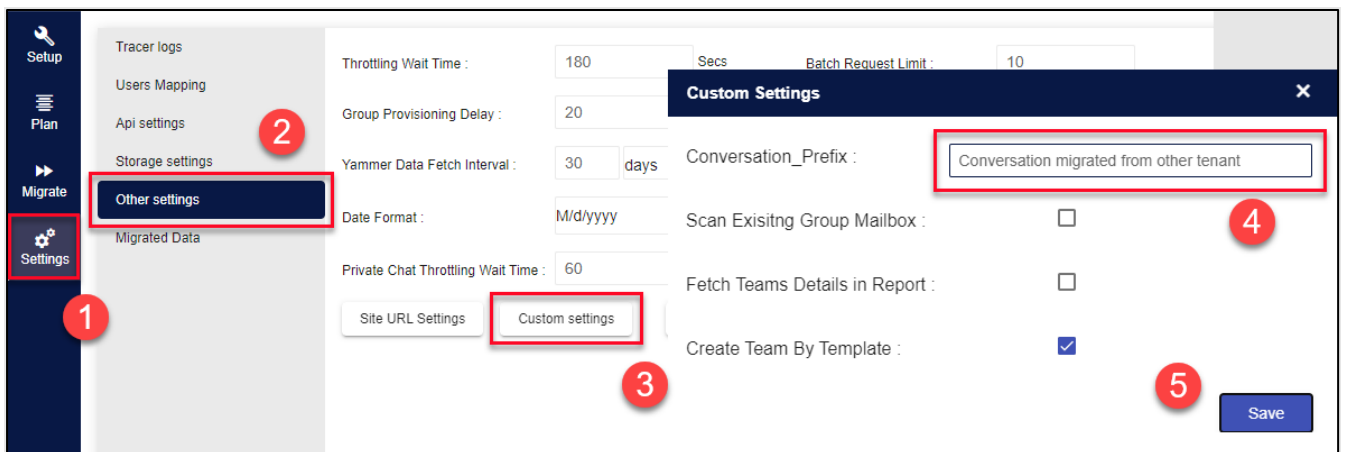 Setup
Plan
Migrate
Settings
1
Tracer logs
Users Mapping
Api settings
Storage settings
Other settings
Migrated Data
2
Throttling Wait Time : 180 Secs Batch Request Limit : 10
Group Provisioning Delay : 20
Yammer Data Fetch Interval : 30 days
Date Format : M/d/yyyy
Private Chat Throttling Wait Time : 60
Site URL Settings Custom settings
3
Custom Settings ×
Conversation_Prefix : Conversation migrated from other tenant
4
Scan Exisitng Group Mailbox :
Fetch Teams Details in Report :
Create Team By Template :
5
Save